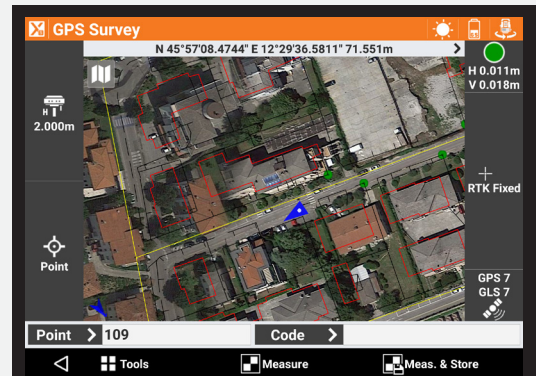 GPS Survey
N 45°57'08.4744" E 12°29'36.5811" 71.551m
H 0.011m
V 0.018m
H
2.000m
RTK Fixed
Point
GPS 7
GLS 7
Point
109
Code
Tools
Measure
Meas. & Store